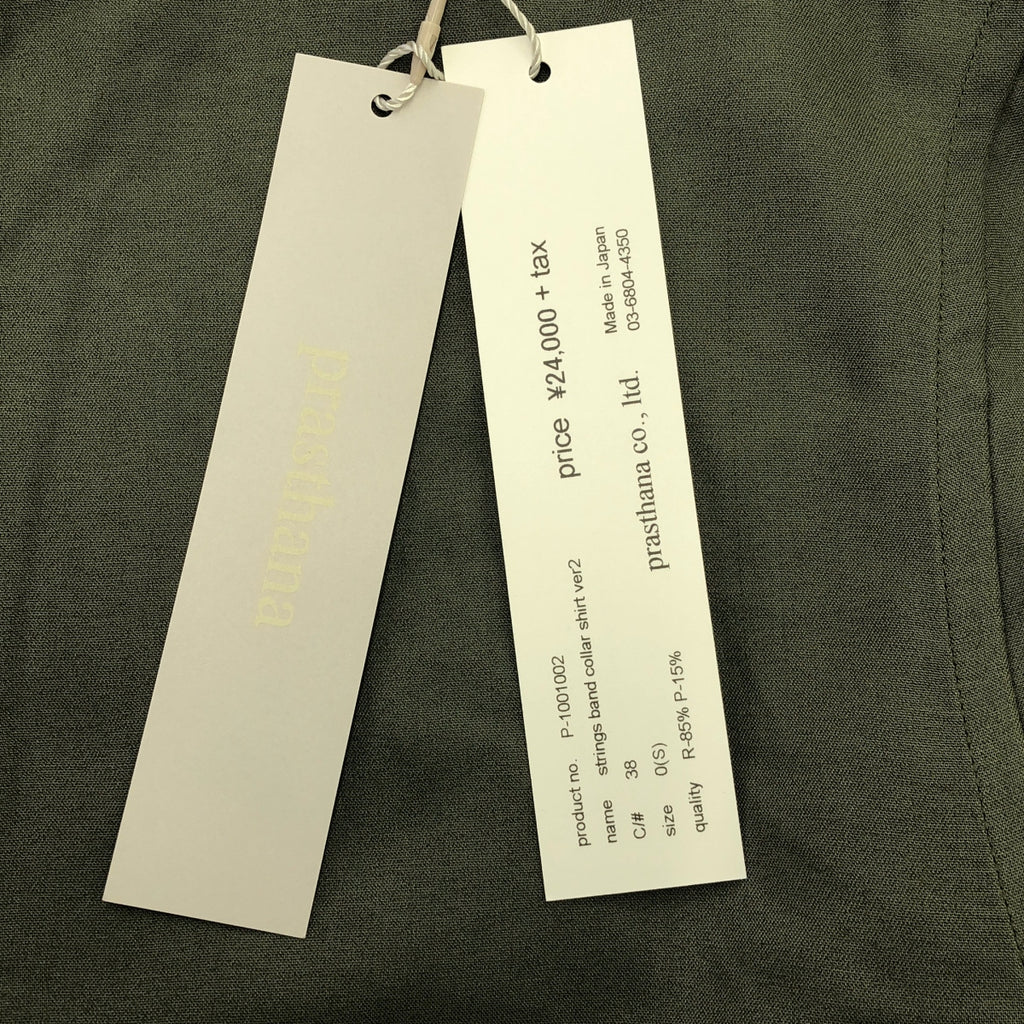 prasthana
product no. P-1001002
name strings band collar shirt ver2
C/# 38
size 0(S)
quality R-85% P-15%
price ¥24,000 + tax
prasthana co., ltd.
Made in Japan
03-6804-4350